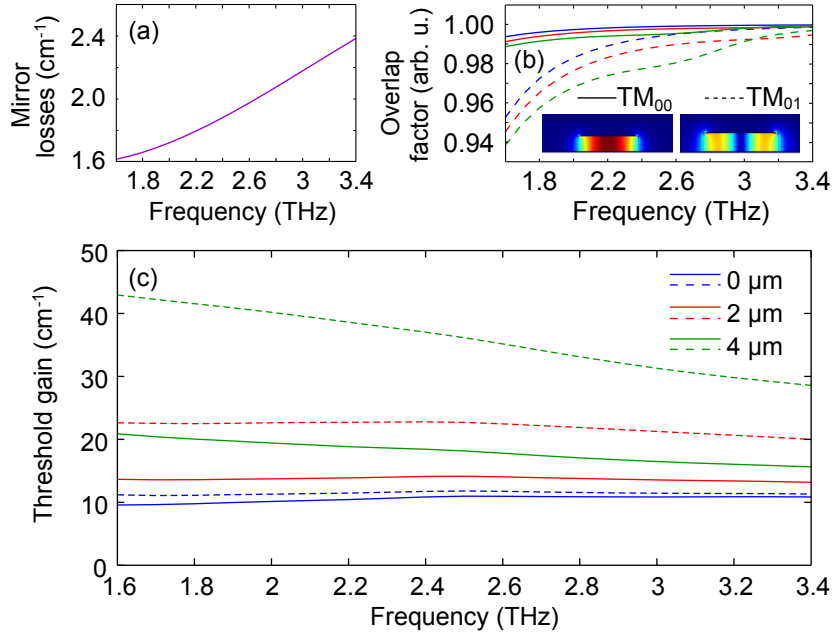 (a)
Mirror
losses (cm⁻¹)
2.4
2.0
1.6
1.8 2.2 2.6 3.0 3.4
Frequency (THz)
(b)
Overlap
factor (arb. u.)
1.00
0.98
0.96
0.94
TM₀₀ TM₀₁
1.8 2.2 2.6 3 3.4
Frequency (THz)
(c)
Threshold gain (cm⁻¹)
50
40
30
20
10
0
0 µm
2 µm
4 µm
1.6 1.8 2 2.2 2.4 2.6 2.8 3 3.2 3.4
Frequency (THz)